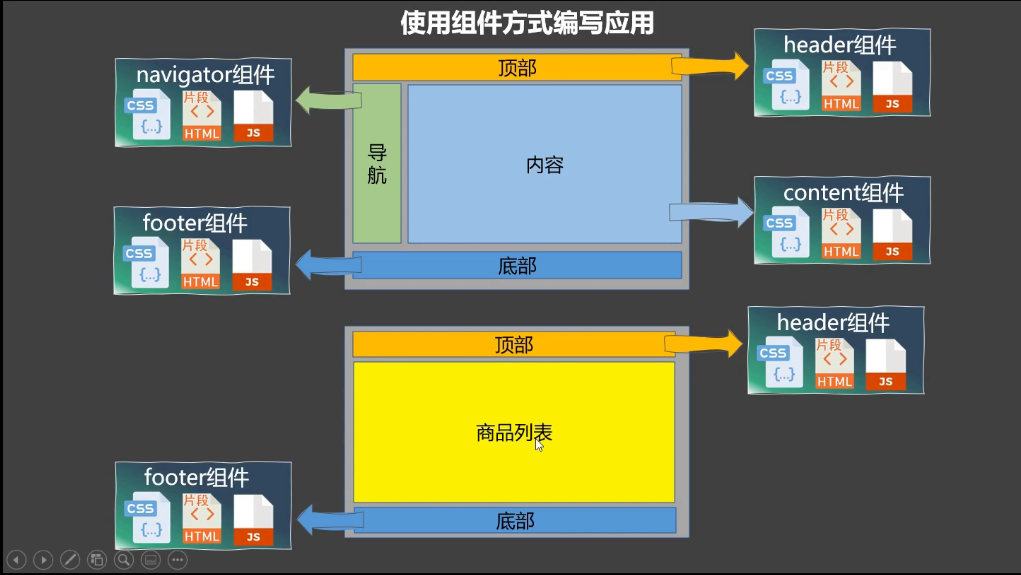 使用组件方式编写应用
navigator组件
CSS
{...}
片段
< >
HTML
JS
顶部
header组件
CSS
{...}
片段
< >
HTML
JS
导航
内容
footer组件
CSS
{...}
片段
< >
HTML
JS
content组件
CSS
{...}
片段
< >
HTML
JS
底部
顶部
header组件
CSS
{...}
片段
< >
HTML
JS
商品列表
footer组件
CSS
{...}
片段
< >
HTML
JS
底部